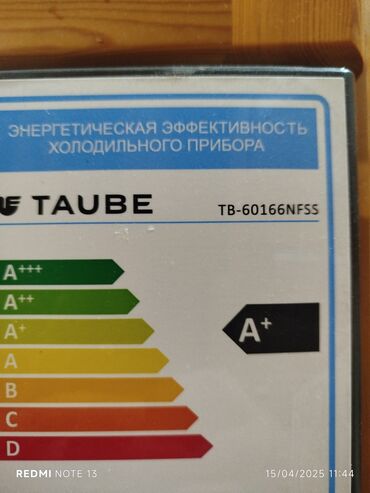 ЭНЕРГЕТИЧЕСКАЯ ЭФФЕКТИВНОСТЬ
ХОЛОДИЛЬНОГО ПРИБОРА
TAUBE TB-60166NFSS
A+++
A++
A+
A+
A
B
C
D
REDMI NOTE 13 15/04/2025 11:44